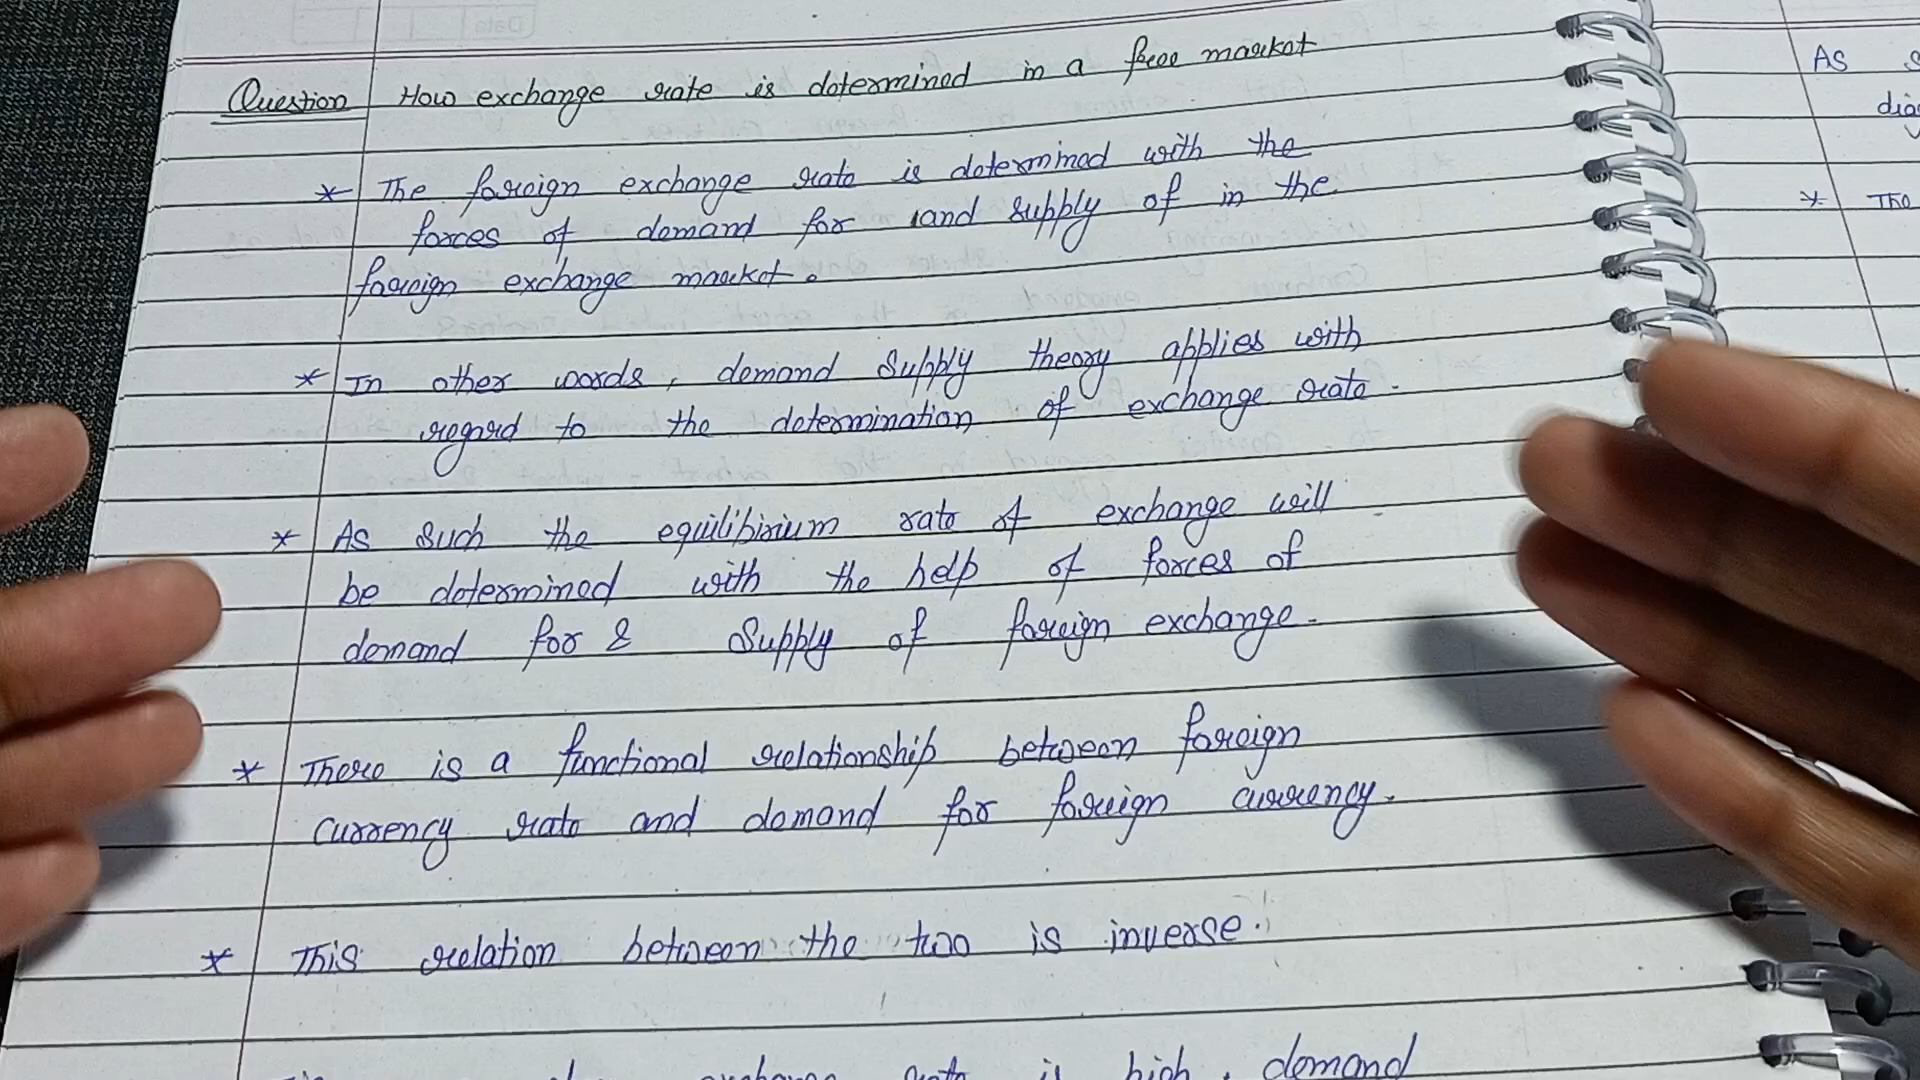 Question How exchange rate is determined in a free market
* The foreign exchange rate is determined with the
forces of demand for and supply of in the
foreign exchange market.
* In other words, demand supply theory applies with
regard to the determination of exchange rate.
* As such the equilibirium rate of exchange will
be determined with the help of forces of
demand for & supply of foreign exchange.
* There is a functional relationship between foreign
currency rate and demand for foreign currency.
* This relation between the two is inverse.
is high, demand
As
* The